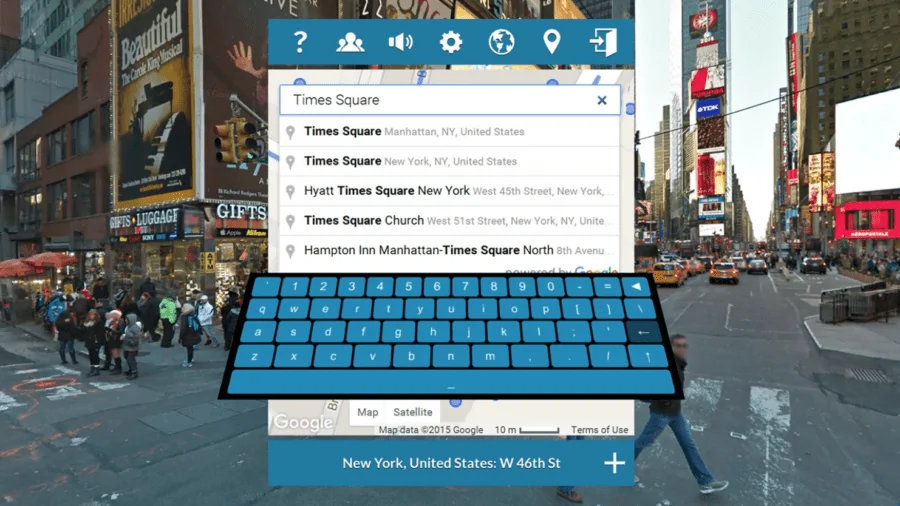 Beautiful
The Carole King Musical
TDK
?
Times Square ×
Times Square Manhattan, NY, United States
Times Square New York, NY, United States
Hyatt Times Square New York West 45th Street, New York,...
Times Square Church West 51st Street, New York, NY, Unite...
Hampton Inn Manhattan-Times Square North 8th Avenu...
powered by Google
GIFTS LUGGAGE
GIFTS
SONY
Apple Nikon
AEROPOSTALE
` 1 2 3 4 5 6 7 8 9 0 - = ◀
q w e r t y u i o p [ ] \
a s d f g h j k l ; ' ←
z x c v b n m , . / ↑
_
Google
Map Satellite
Map data ©2015 Google 10 m Terms of Use
New York, United States: W 46th St +